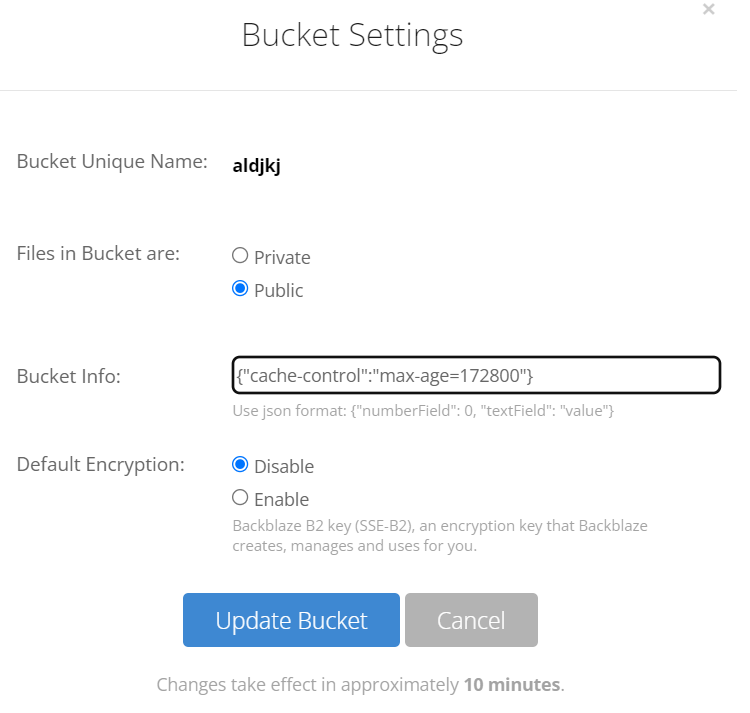 ×
Bucket Settings
Bucket Unique Name: aldjkj
Files in Bucket are: Private
Public
Bucket Info: {"cache-control":"max-age=172800"}
Use json format: {"numberField": 0, "textField": "value"}
Default Encryption: Disable
Enable
Backblaze B2 key (SSE-B2), an encryption key that Backblaze
creates, manages and uses for you.
Update Bucket Cancel
Changes take effect in approximately 10 minutes.